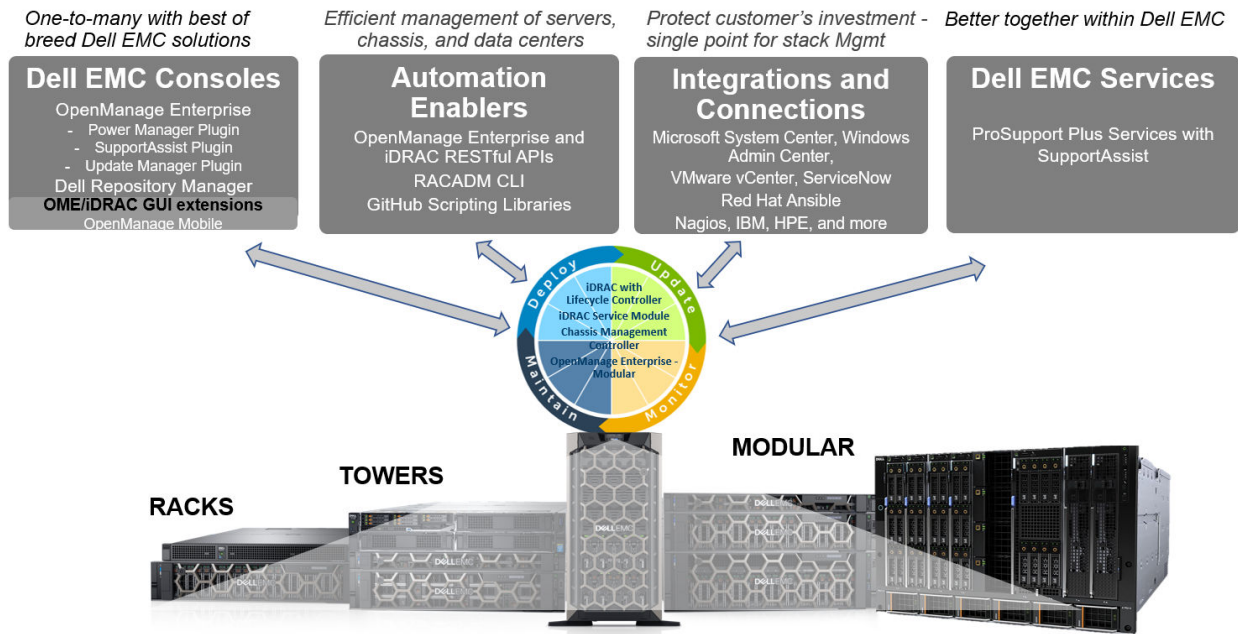 One-to-many with best of
breed Dell EMC solutions
Efficient management of servers,
chassis, and data centers
Protect customer's investment -
single point for stack Mgmt
Better together within Dell EMC
Dell EMC Consoles
OpenManage Enterprise
- Power Manager Plugin
- SupportAssist Plugin
- Update Manager Plugin
Dell Repository Manager
OME/iDRAC GUI extensions
OpenManage Mobile
Automation
Enablers
OpenManage Enterprise and
iDRAC RESTful APIs
RACADM CLI
GitHub Scripting Libraries
Integrations and
Connections
Microsoft System Center, Windows
Admin Center,
VMware vCenter, ServiceNow
Red Hat Ansible
Nagios, IBM, HPE, and more
Dell EMC Services
ProSupport Plus Services with
SupportAssist
Deploy
Update
Maintain
Monitor
iDRAC with
Lifecycle Controller
iDRAC Service Module
Chassis Management
Controller
OpenManage Enterprise -
Modular
RACKS
TOWERS
MODULAR
DELLEMC
DELLEMC
DELLEMC
DELLEMC
DELLEMC